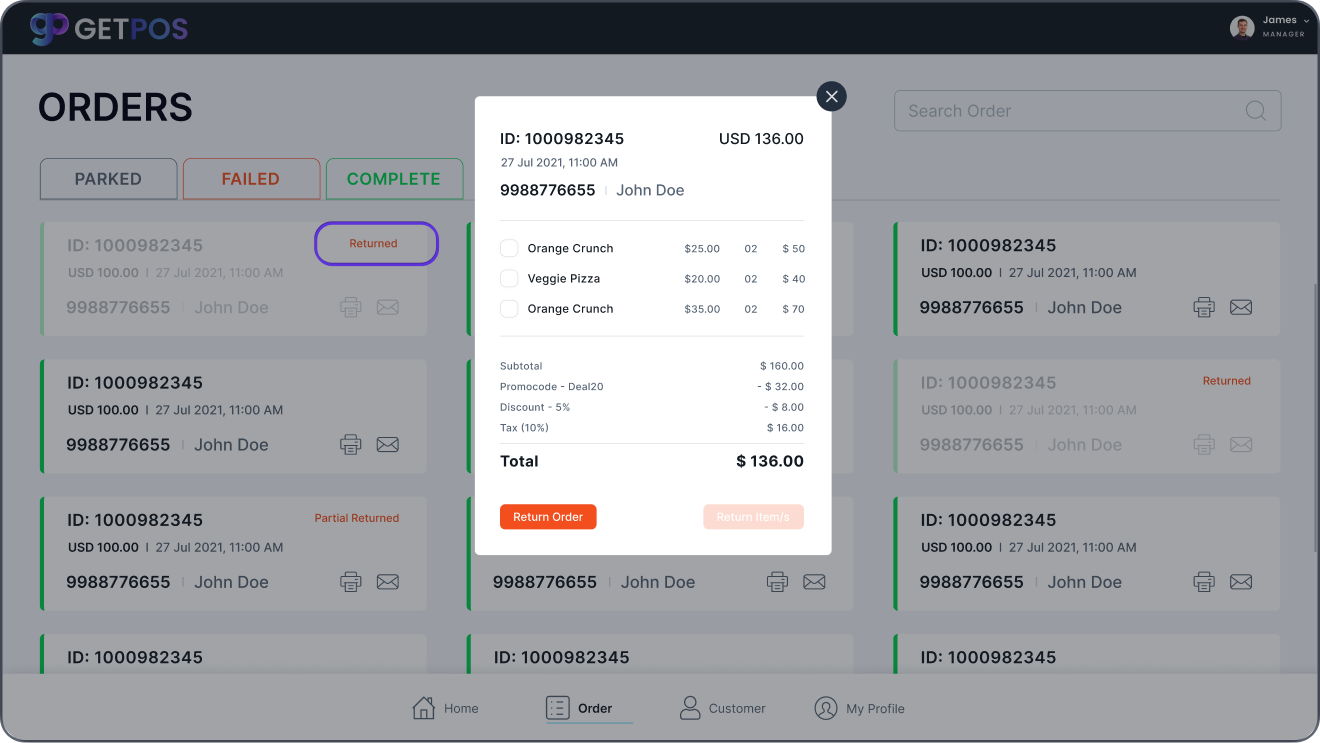 GETPOS
James
MANAGER
ORDERS
Search Order
PARKED
FAILED
COMPLETE
ID: 1000982345
Returned
USD 100.00 | 27 Jul 2021, 11:00 AM
9988776655 | John Doe
ID: 1000982345
USD 100.00 | 27 Jul 2021, 11:00 AM
9988776655 | John Doe
ID: 1000982345
USD 100.00 | 27 Jul 2021, 11:00 AM
9988776655 | John Doe
ID: 1000982345
Returned
USD 100.00 | 27 Jul 2021, 11:00 AM
9988776655 | John Doe
ID: 1000982345
Partial Returned
USD 100.00 | 27 Jul 2021, 11:00 AM
9988776655 | John Doe
9988776655 | John Doe
ID: 1000982345
USD 100.00 | 27 Jul 2021, 11:00 AM
9988776655 | John Doe
ID: 1000982345
ID: 1000982345
ID: 1000982345
ID: 1000982345 USD 136.00
27 Jul 2021, 11:00 AM
9988776655 | John Doe
Orange Crunch $25.00 02 $ 50
Veggie Pizza $20.00 02 $ 40
Orange Crunch $35.00 02 $ 70
Subtotal $ 160.00
Promocode - Deal20 - $ 32.00
Discount - 5% - $ 8.00
Tax (10%) $ 16.00
Total $ 136.00
Return Order
Return Item/s
Home
Order
Customer
My Profile